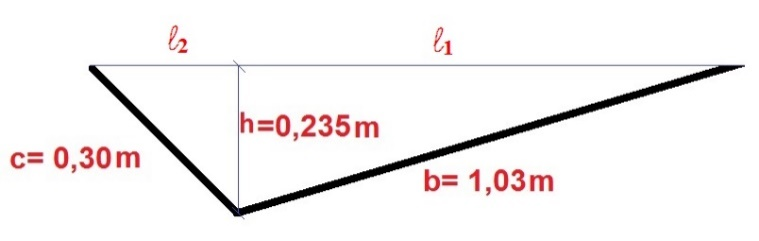 ℓ2
ℓ1
h=0,235m
c= 0,30m
b= 1,03m